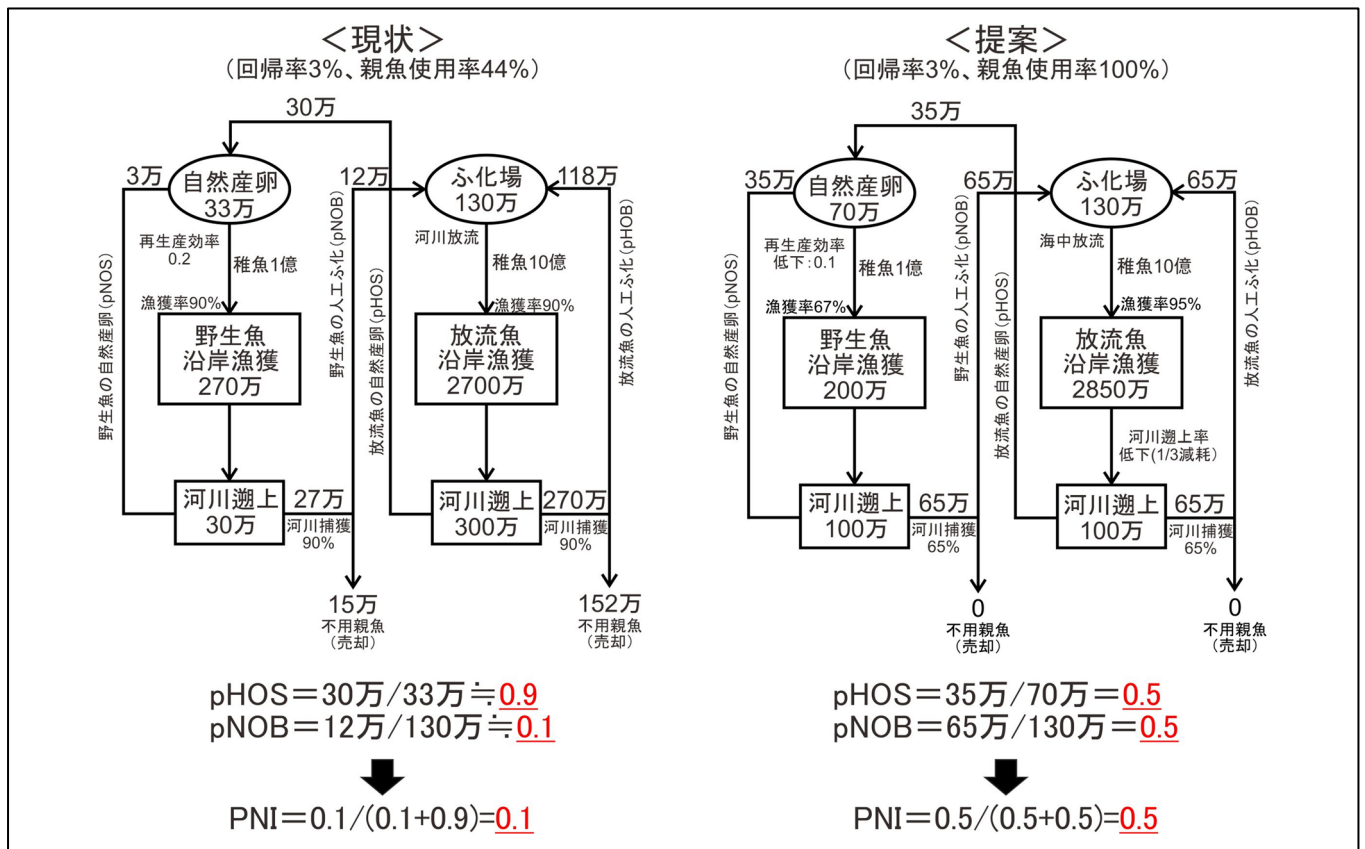 ＜現状＞
（回帰率3%、親魚使用率44%）
30万
3万
自然産卵
33万
12万
ふ化場
130万
118万
再生産効率
0.2
稚魚1億
河川放流
稚魚10億
野生魚の自然産卵（pNOS）
野生魚の人工ふ化（pNOB）
放流魚の自然産卵（pHOS）
放流魚の人工ふ化（pHOB）
漁獲率90%
漁獲率90%
野生魚
沿岸漁獲
270万
放流魚
沿岸漁獲
2700万
河川遡上
30万
27万
河川捕獲
90%
河川遡上
300万
270万
河川捕獲
90%
15万
不用親魚
（売却）
152万
不用親魚
（売却）
pHOS＝30万/33万≒0.9
pNOB＝12万/130万≒0.1
PNI＝0.1/(0.1+0.9)=0.1
＜提案＞
（回帰率3%、親魚使用率100%）
35万
35万
自然産卵
70万
65万
ふ化場
130万
65万
再生産効率
低下：0.1
稚魚1億
海中放流
稚魚10億
野生魚の自然産卵（pNOS）
野生魚の人工ふ化（pNOB）
放流魚の自然産卵（pHOS）
放流魚の人工ふ化（pHOB）
漁獲率67%
漁獲率95%
野生魚
沿岸漁獲
200万
放流魚
沿岸漁獲
2850万
河川遡上率
低下(1/3減耗）
河川遡上
100万
65万
河川捕獲
65%
河川遡上
100万
65万
河川捕獲
65%
0
不用親魚
（売却）
0
不用親魚
（売却）
pHOS＝35万/70万＝0.5
pNOB＝65万/130万＝0.5
PNI＝0.5/(0.5+0.5)=0.5